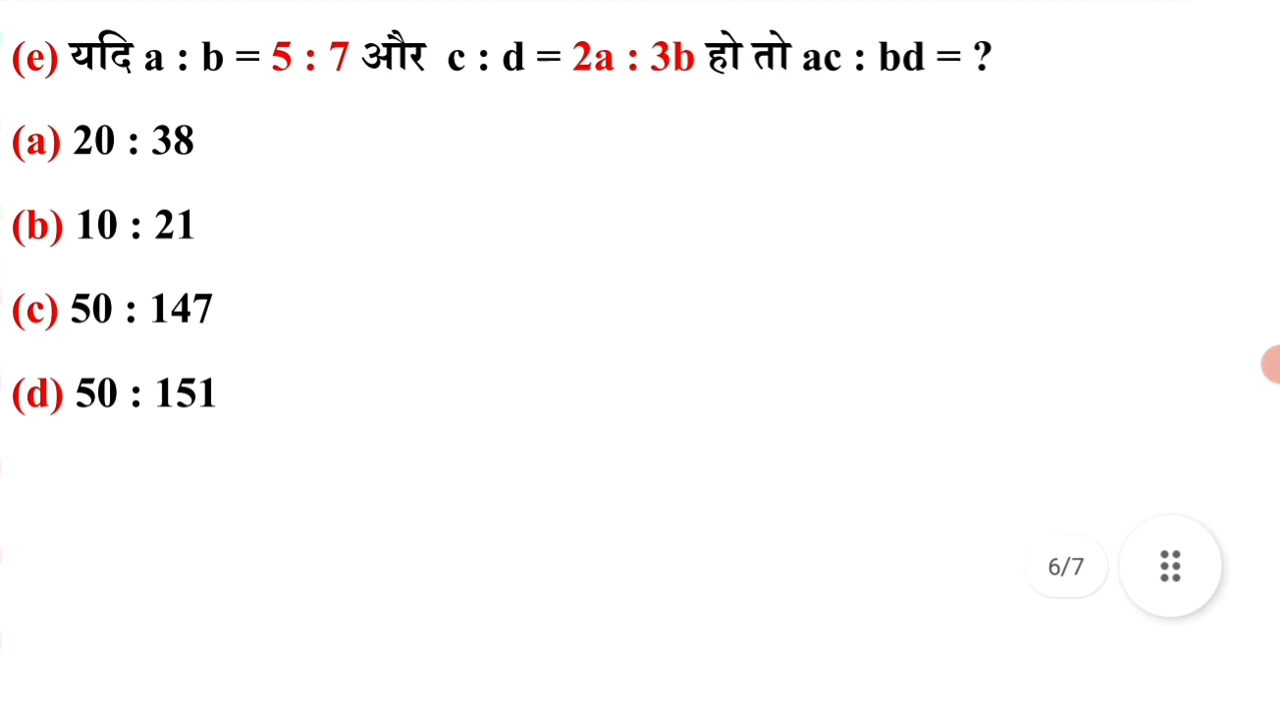 (e) यदि a : b = 5 : 7 और c : d = 2a : 3b हो तो ac : bd = ?
(a) 20 : 38
(b) 10 : 21
(c) 50 : 147
(d) 50 : 151
6/7